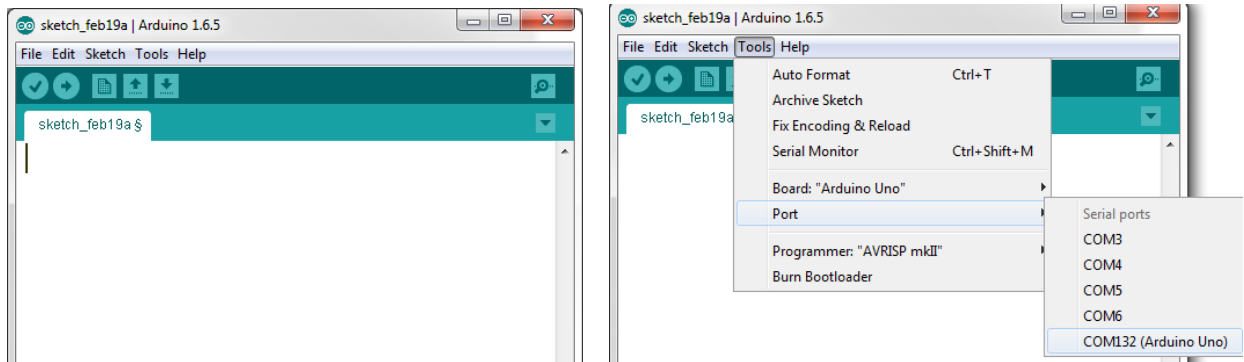 sketch_feb19a | Arduino 1.6.5
File Edit Sketch Tools Help
sketch_feb19a §
sketch_feb19a | Arduino 1.6.5
File Edit Sketch Tools Help
sketch_feb19a
Auto Format Ctrl+T
Archive Sketch
Fix Encoding & Reload
Serial Monitor Ctrl+Shift+M
Board: "Arduino Uno"
Port
Programmer: "AVRISP mkII"
Burn Bootloader
Serial ports
COM3
COM4
COM5
COM6
COM132 (Arduino Uno)